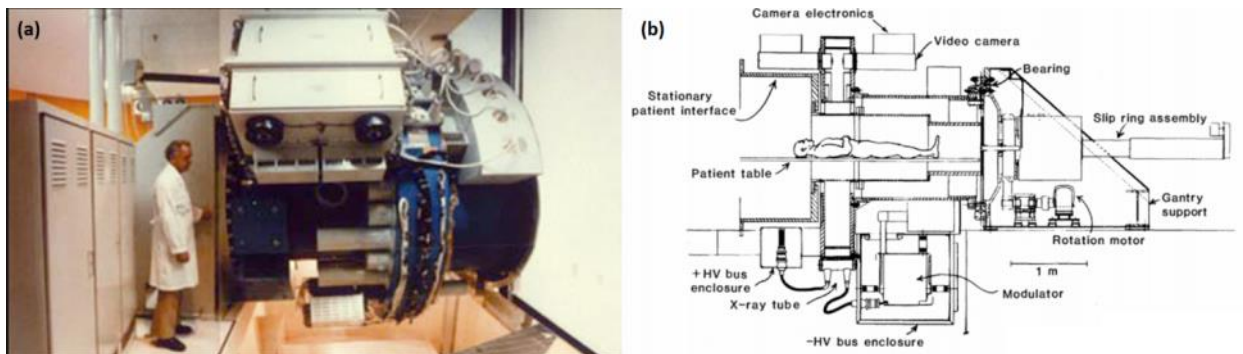 (a)
(b)
Camera electronics
Video camera
Bearing
Stationary
patient interface
Slip ring assembly
Patient table
Gantry
support
Rotation motor
1 m
+HV bus
enclosure
X-ray tube
Modulator
-HV bus enclosure